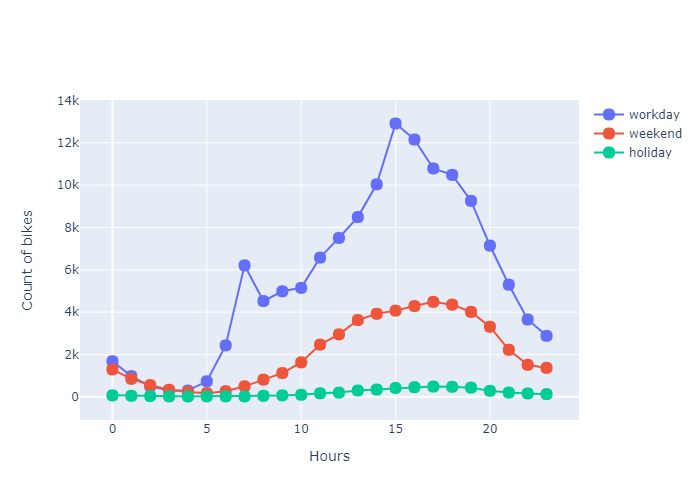 14k
12k
10k
8k
6k
4k
2k
0
0
5
10
15
20
Hours
Count of bikes
workday
weekend
holiday